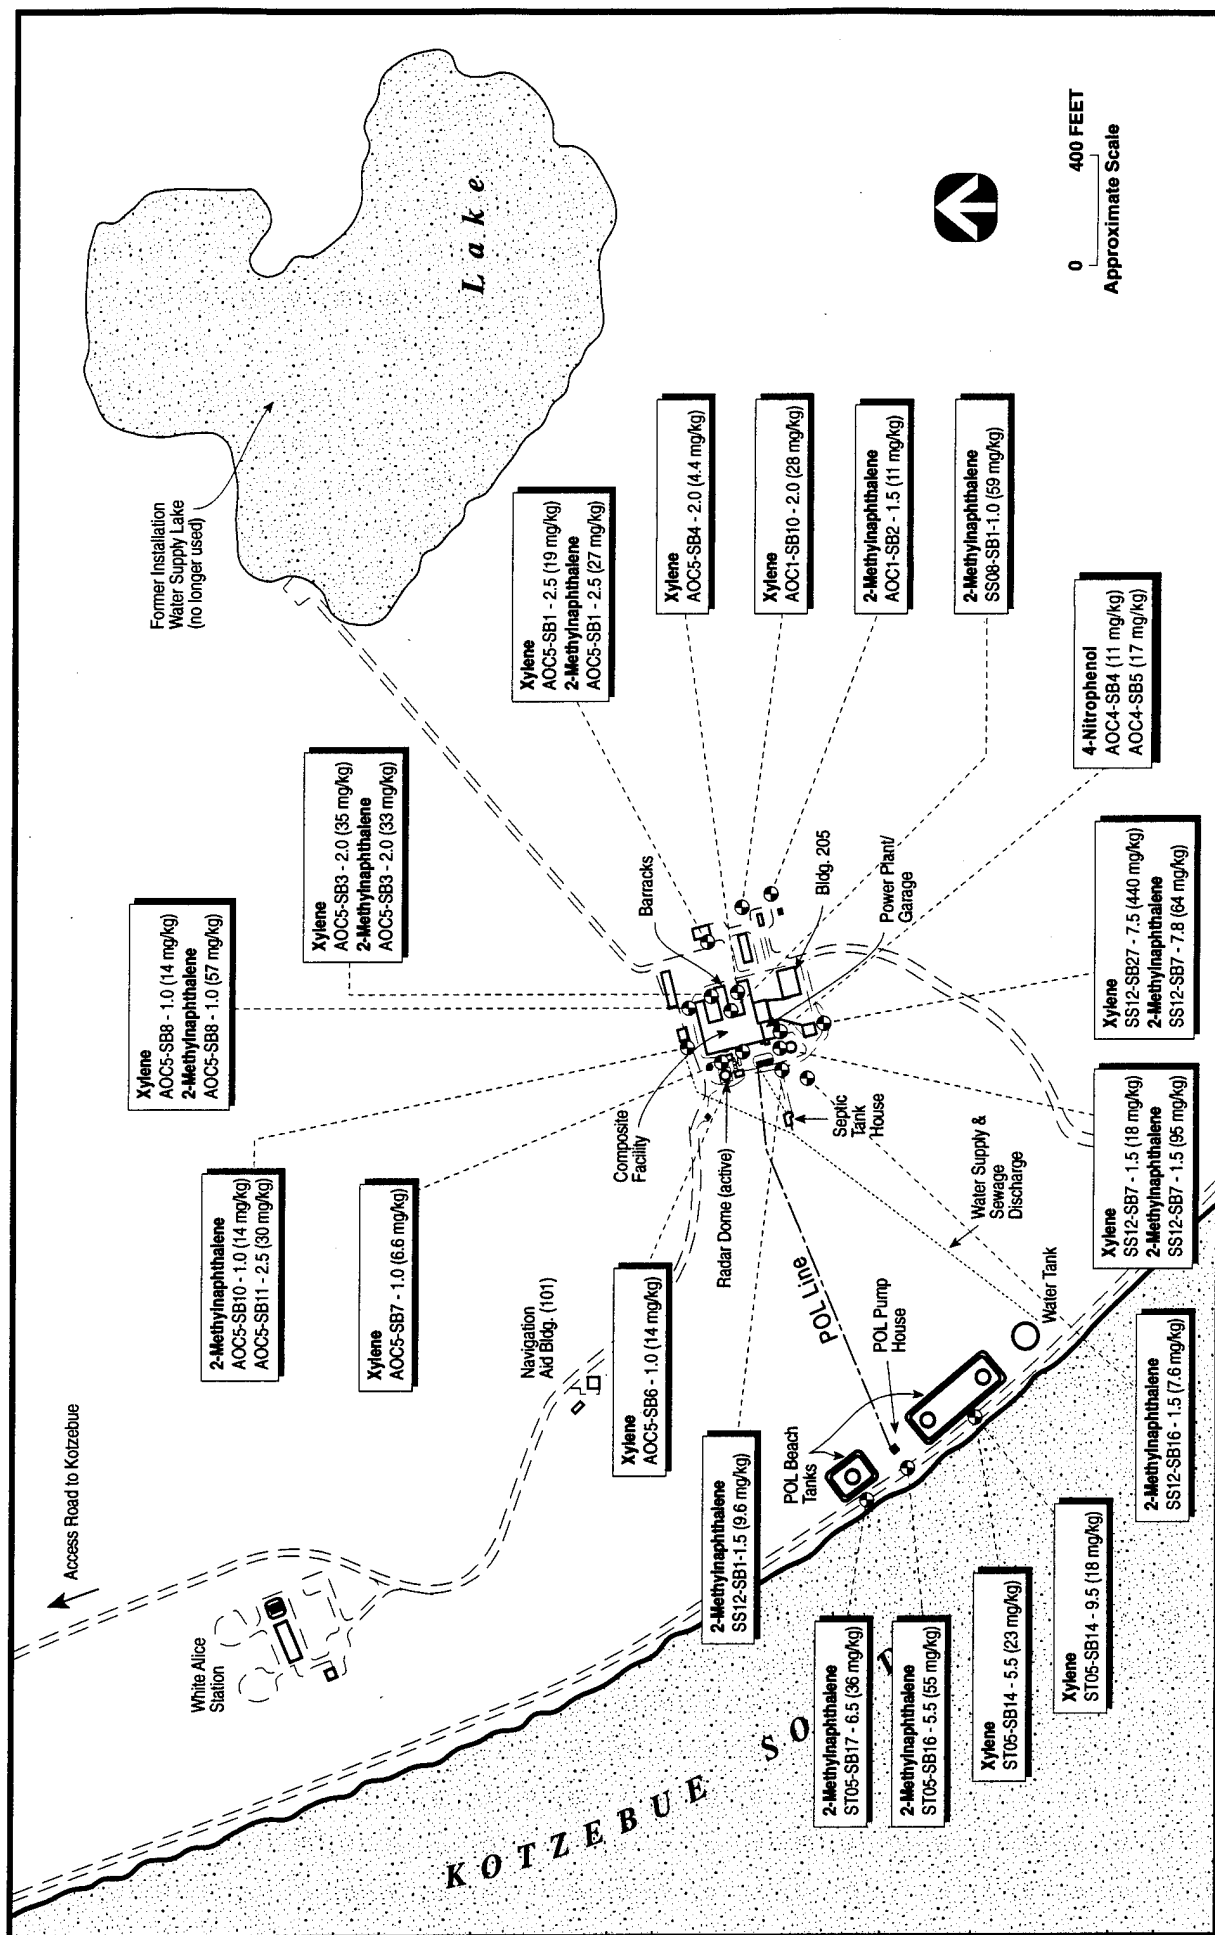 Access Road to Kotzebue
White Alice
Station
Former Installation
Water Supply Lake
(no longer used)
Lake
Xylene
AOC5-SB8 - 1.0 (14 mg/kg)
2-Methylnaphthalene
AOC5-SB8 - 1.0 (57 mg/kg)
2-Methylnaphthalene
AOC5-SB10 - 1.0 (14 mg/kg)
AOC5-SB11 - 2.5 (30 mg/kg)
Xylene
AOC5-SB3 - 2.0 (35 mg/kg)
2-Methylnaphthalene
AOC5-SB3 - 2.0 (33 mg/kg)
Xylene
AOC5-SB7 - 1.0 (6.6 mg/kg)
Xylene
AOC5-SB1 - 2.5 (19 mg/kg)
2-Methylnaphthalene
AOC5-SB1 - 2.5 (27 mg/kg)
Navigation
Aid Bldg. (101)
Composite
Facility
Barracks
Xylene
AOC5-SB6 - 1.0 (14 mg/kg)
Xylene
AOC5-SB4 - 2.0 (4.4 mg/kg)
2-Methylnaphthalene
SS12-SB1-1.5 (9.6 mg/kg)
Radar Dome (active)
Xylene
AOC1-SB10 - 2.0 (28 mg/kg)
POL Line
POL Beach
Tanks
Septic
Tank
House
Bldg. 205
2-Methylnaphthalene
AOC1-SB2 - 1.5 (11 mg/kg)
POL Pump
House
Power Plant/
Garage
2-Methylnaphthalene
SS08-SB1-1.0 (59 mg/kg)
2-Methylnaphthalene
ST05-SB17 - 6.5 (36 mg/kg)
2-Methylnaphthalene
ST05-SB16 - 5.5 (55 mg/kg)
Water Supply &
Sewage
Discharge
Water Tank
Xylene
ST05-SB14 - 5.5 (23 mg/kg)
Xylene
ST05-SB14 - 9.5 (18 mg/kg)
2-Methylnaphthalene
SS12-SB16 - 1.5 (7.6 mg/kg)
Xylene
SS12-SB7 - 1.5 (18 mg/kg)
2-Methylnaphthalene
SS12-SB7 - 1.5 (95 mg/kg)
Xylene
SS12-SB27 - 7.5 (440 mg/kg)
2-Methylnaphthalene
SS12-SB7 - 7.8 (64 mg/kg)
4-Nitrophenol
AOC4-SB4 (11 mg/kg)
AOC4-SB5 (17 mg/kg)
KOTZEBUE
0 400 FEET
Approximate Scale